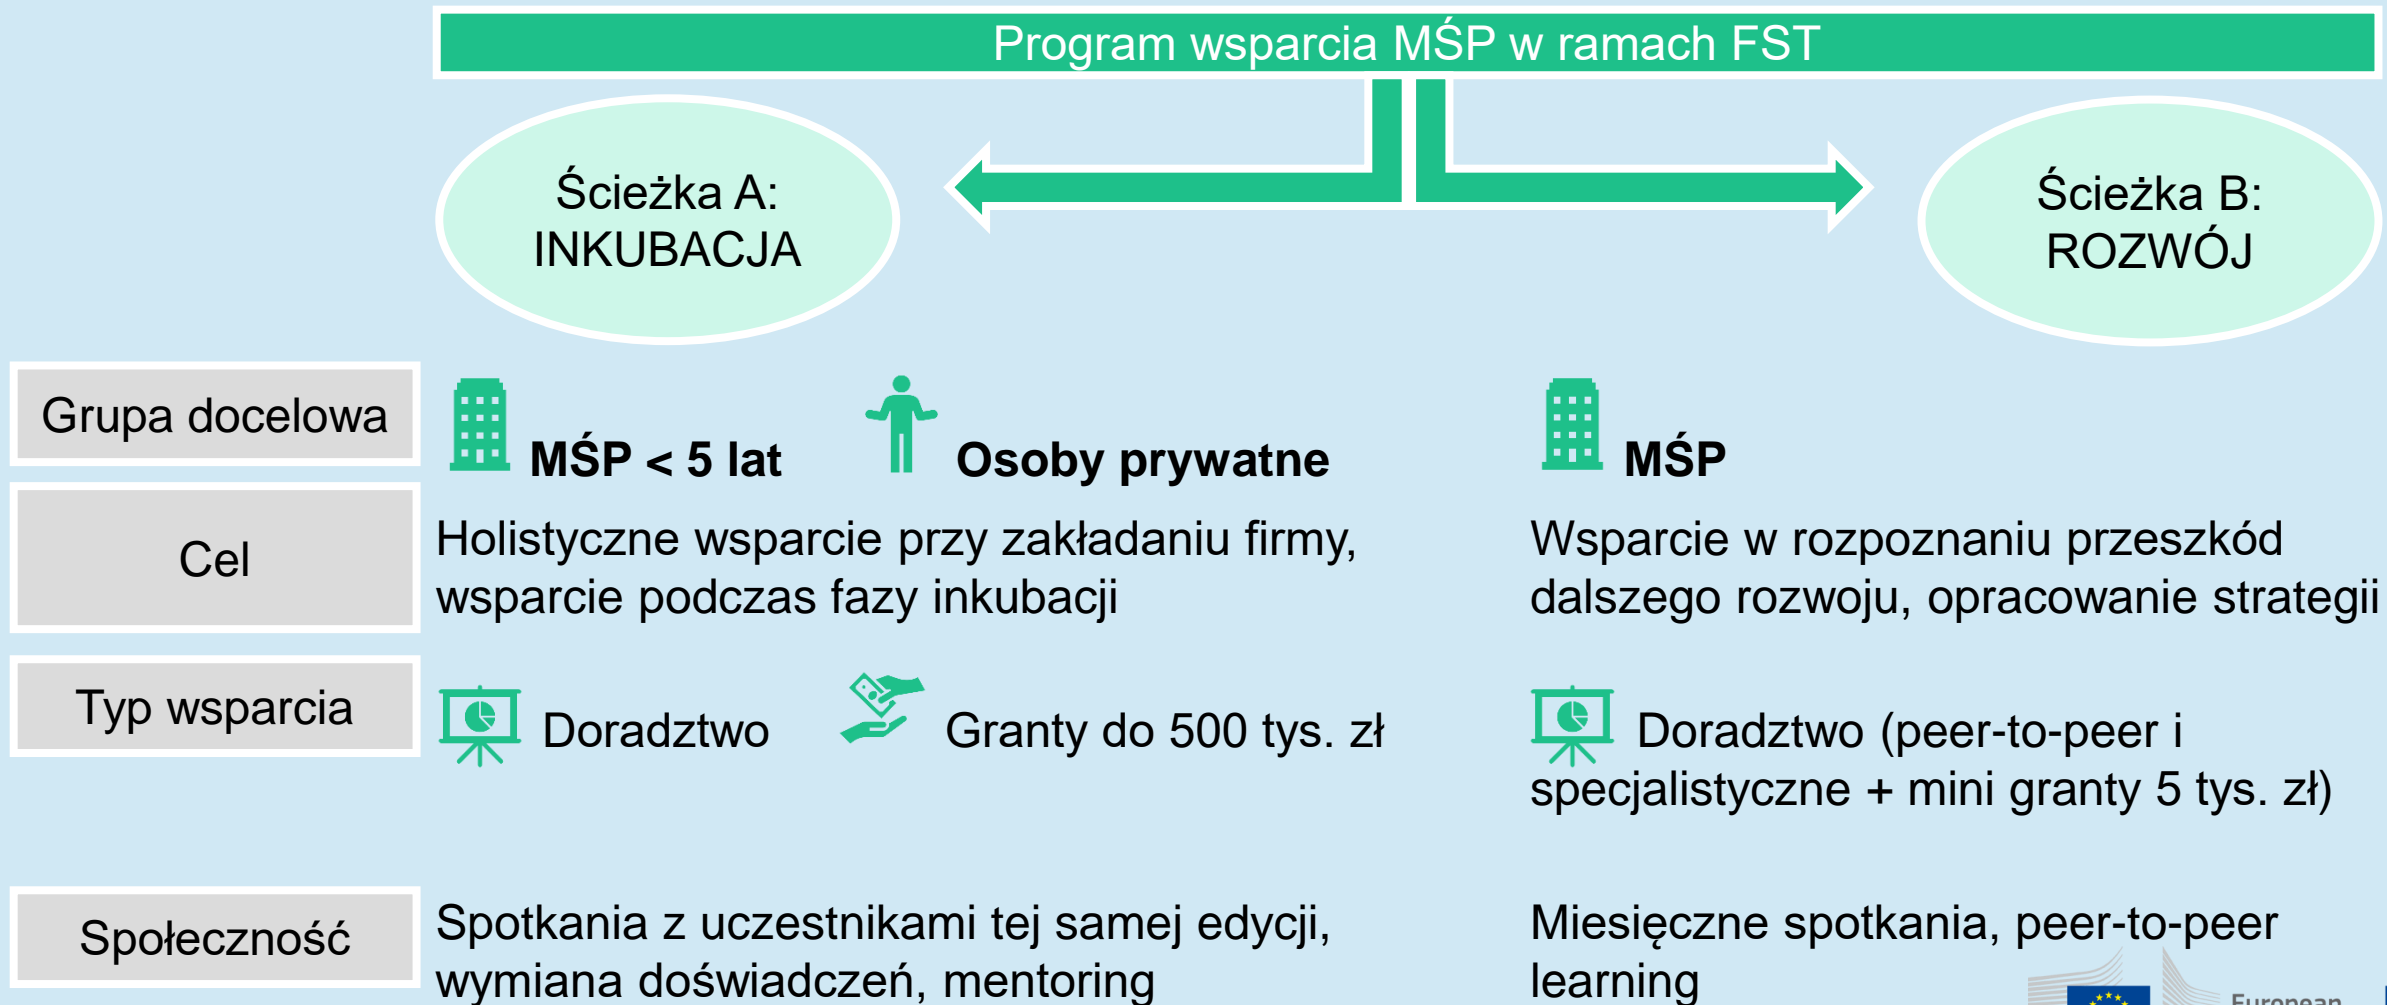 Program wsparcia MŚP w ramach FST
Ścieżka A:
INKUBACJA
Ścieżka B:
ROZWÓJ
Grupa docelowa
MŚP < 5 lat
Osoby prywatne
MŚP
Cel
Holistyczne wsparcie przy zakładaniu firmy,
wsparcie podczas fazy inkubacji
Wsparcie w rozpoznaniu przeszkód
dalszego rozwoju, opracowanie strategii
Typ wsparcia
Doradztwo
Granty do 500 tys. zł
Doradztwo (peer-to-peer i
specjalistyczne + mini granty 5 tys. zł)
Społeczność
Spotkania z uczestnikami tej samej edycji,
wymiana doświadczeń, mentoring
Miesięczne spotkania, peer-to-peer
learning
European